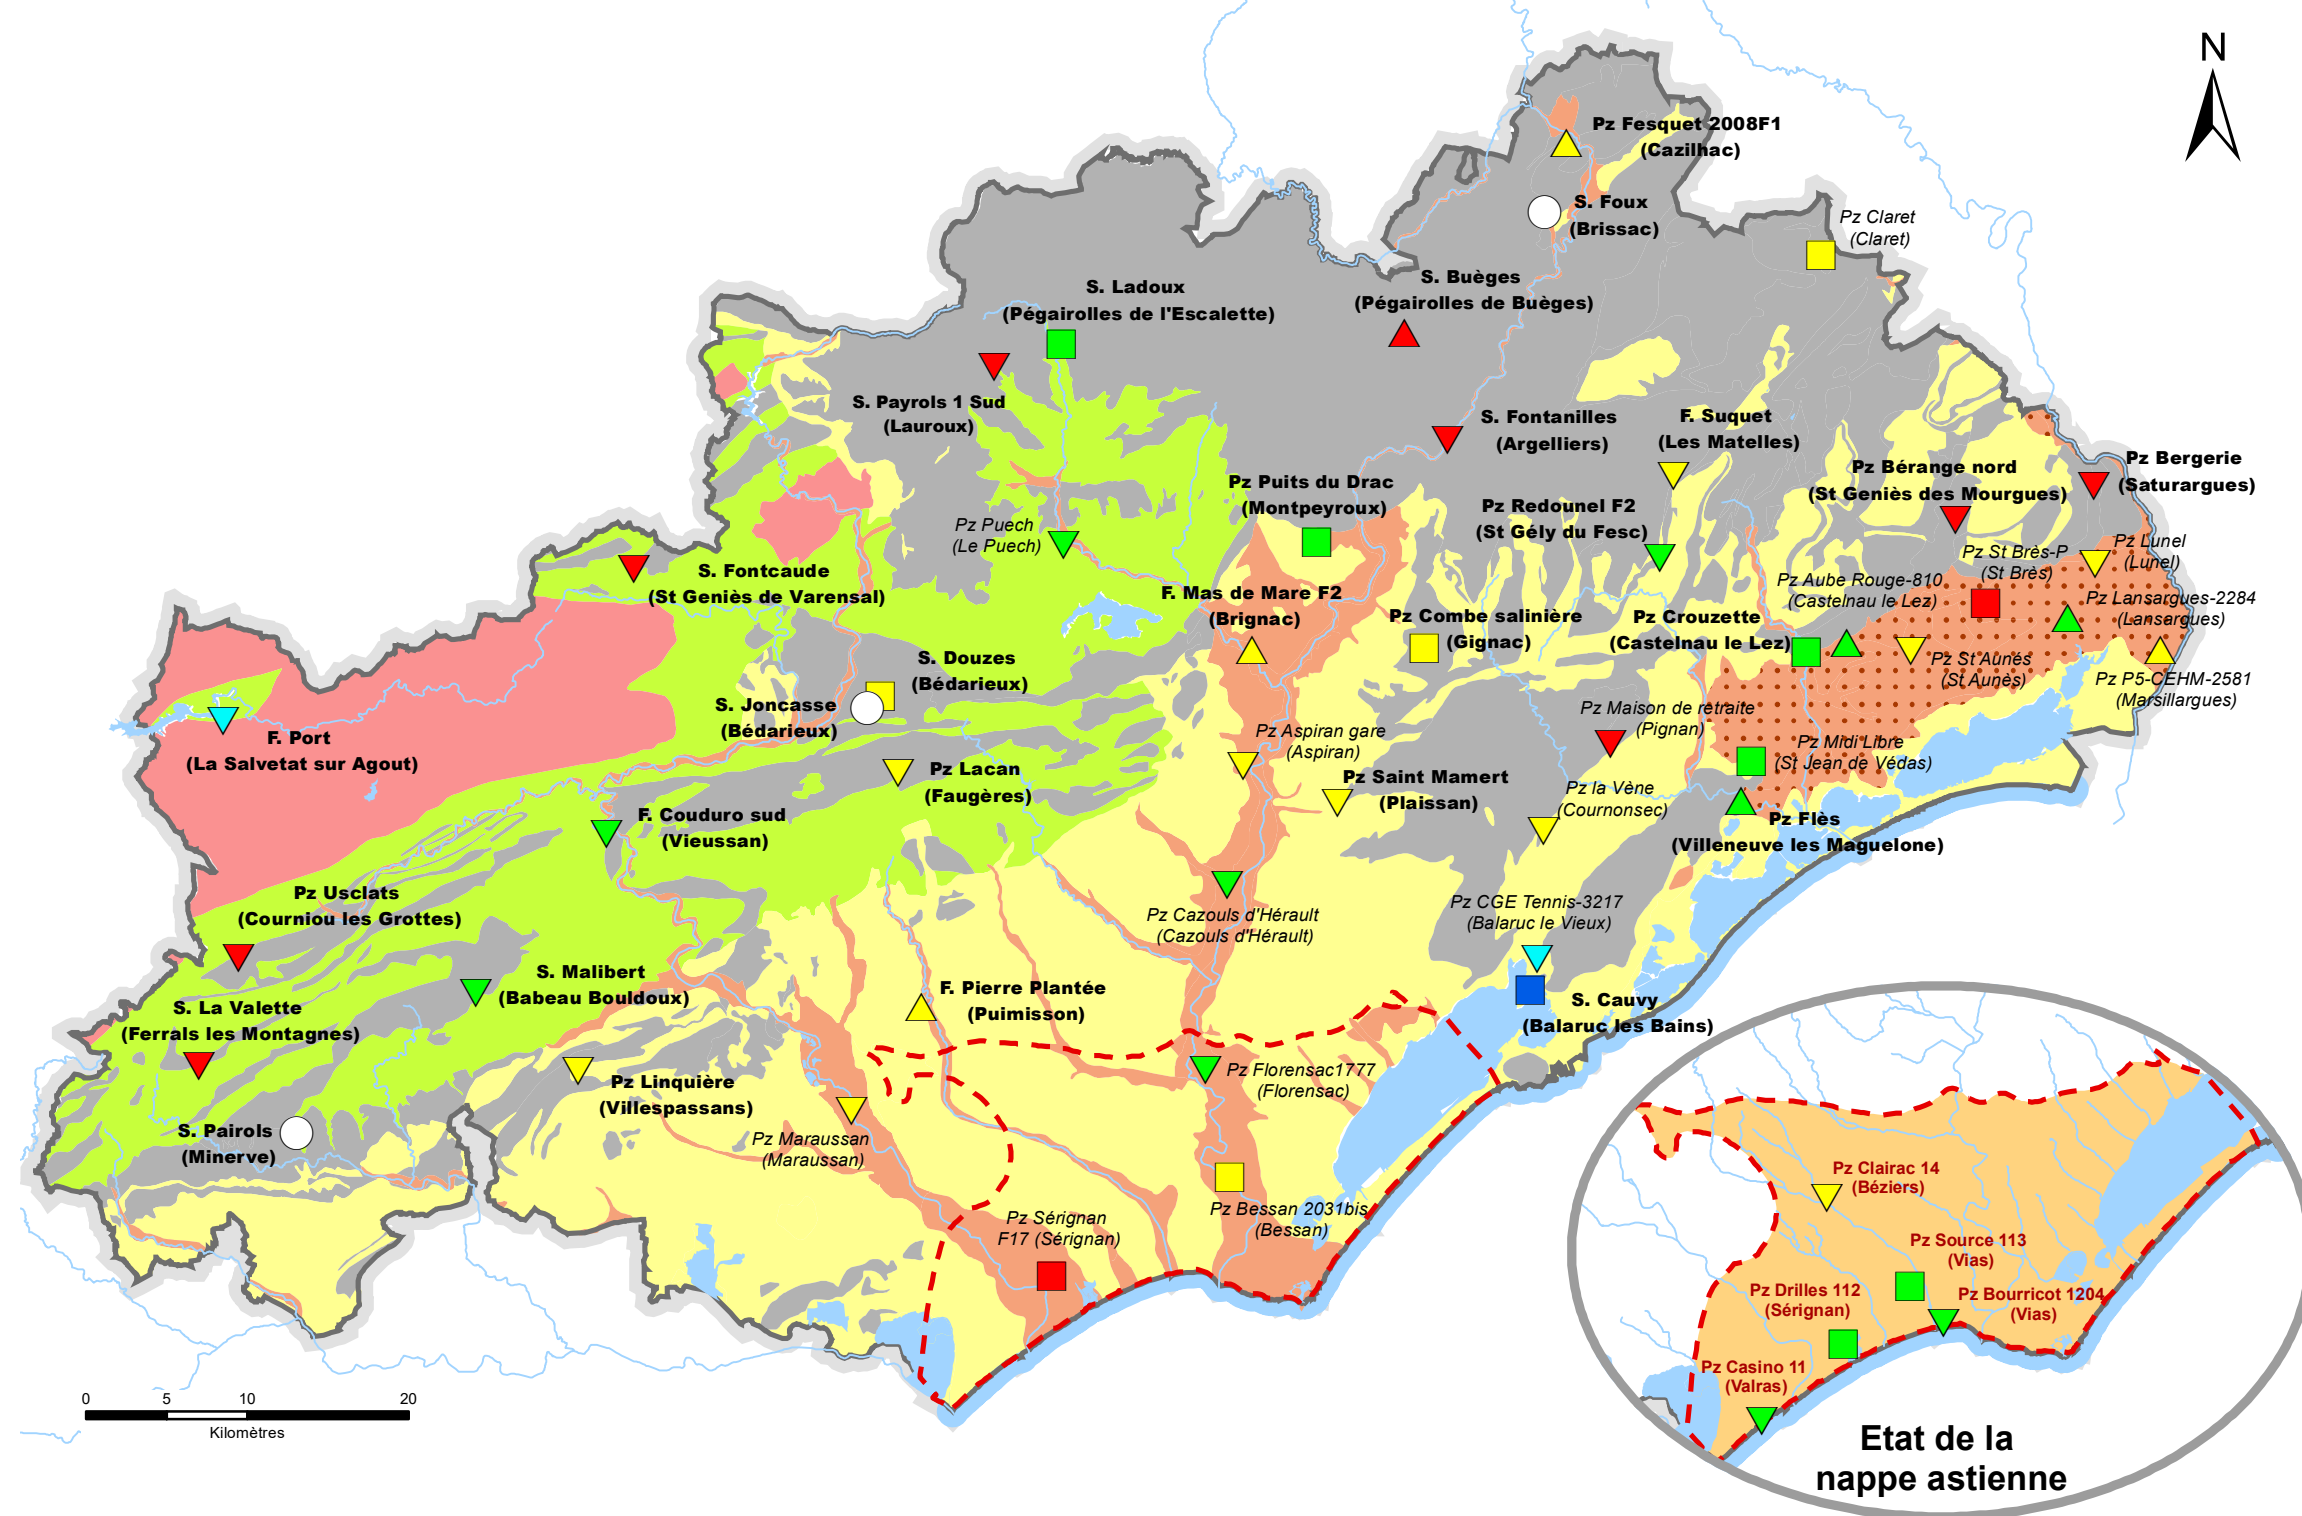 N
Pz Fesquet 2008F1
(Cazilhac)
S. Foux
(Brissac)
Pz Claret
(Claret)
S. Buèges
(Pégairolles de Buèges)
S. Ladoux
(Pégairolles de l'Escalette)
S. Payrols 1 Sud
(Lauroux)
S. Fontanilles
(Argelliers)
F. Suquet
(Les Matelles)
Pz Bérange nord
(St Geniès des Mourgues)
Pz Bergerie
(Saturargues)
Pz Puits du Drac
(Montpeyroux)
Pz Redounel F2
(St Gély du Fesc)
Pz Puech
(Le Puech)
Pz St Brès-P
(St Brès)
Pz Lunel
(Lunel)
S. Fontcaude
(St Geniès de Varensal)
Pz Aube Rouge-810
(Castelnau le Lez)
Pz Lansargues-2284
(Lansargues)
F. Mas de Mare F2
(Brignac)
Pz Combe salinière
(Gignac)
Pz Crouzette
(Castelnau le Lez)
Pz St Aunés
(St Aunès)
Pz P5-CEHM-2581
(Marsillargues)
S. Douzes
(Bédarieux)
S. Joncasse
(Bédarieux)
Pz Maison de retraite
(Pignan)
F. Port
(La Salvetat sur Agout)
Pz Aspiran gare
(Aspiran)
Pz Midi Libre
(St Jean de Védas)
Pz Lacan
(Faugères)
Pz Saint Mamert
(Plaissan)
Pz la Vène
(Cournonsec)
F. Couduro sud
(Vieussan)
Pz Flès
(Villeneuve les Maguelone)
Pz Usclats
(Courniou les Grottes)
Pz Cazouls d'Hérault
(Cazouls d'Hérault)
Pz CGE Tennis-3217
(Balaruc le Vieux)
S. Malibert
(Babeau Bouldoux)
F. Pierre Plantée
(Puimisson)
S. La Valette
(Ferrals les Montagnes)
S. Cauvy
(Balaruc les Bains)
Pz Linquière
(Villespassans)
Pz Florensac1777
(Florensac)
S. Pairols
(Minerve)
Pz Maraussan
(Maraussan)
Pz Sérignan
F17 (Sérignan)
Pz Bessan 2031bis
(Bessan)
Pz Clairac 14
(Béziers)
Pz Source 113
(Vias)
Pz Drilles 112
(Sérignan)
Pz Bourricot 1204
(Vias)
Pz Casino 11
(Valras)
0 5 10 20
Kilomètres
Etat de la
nappe astienne